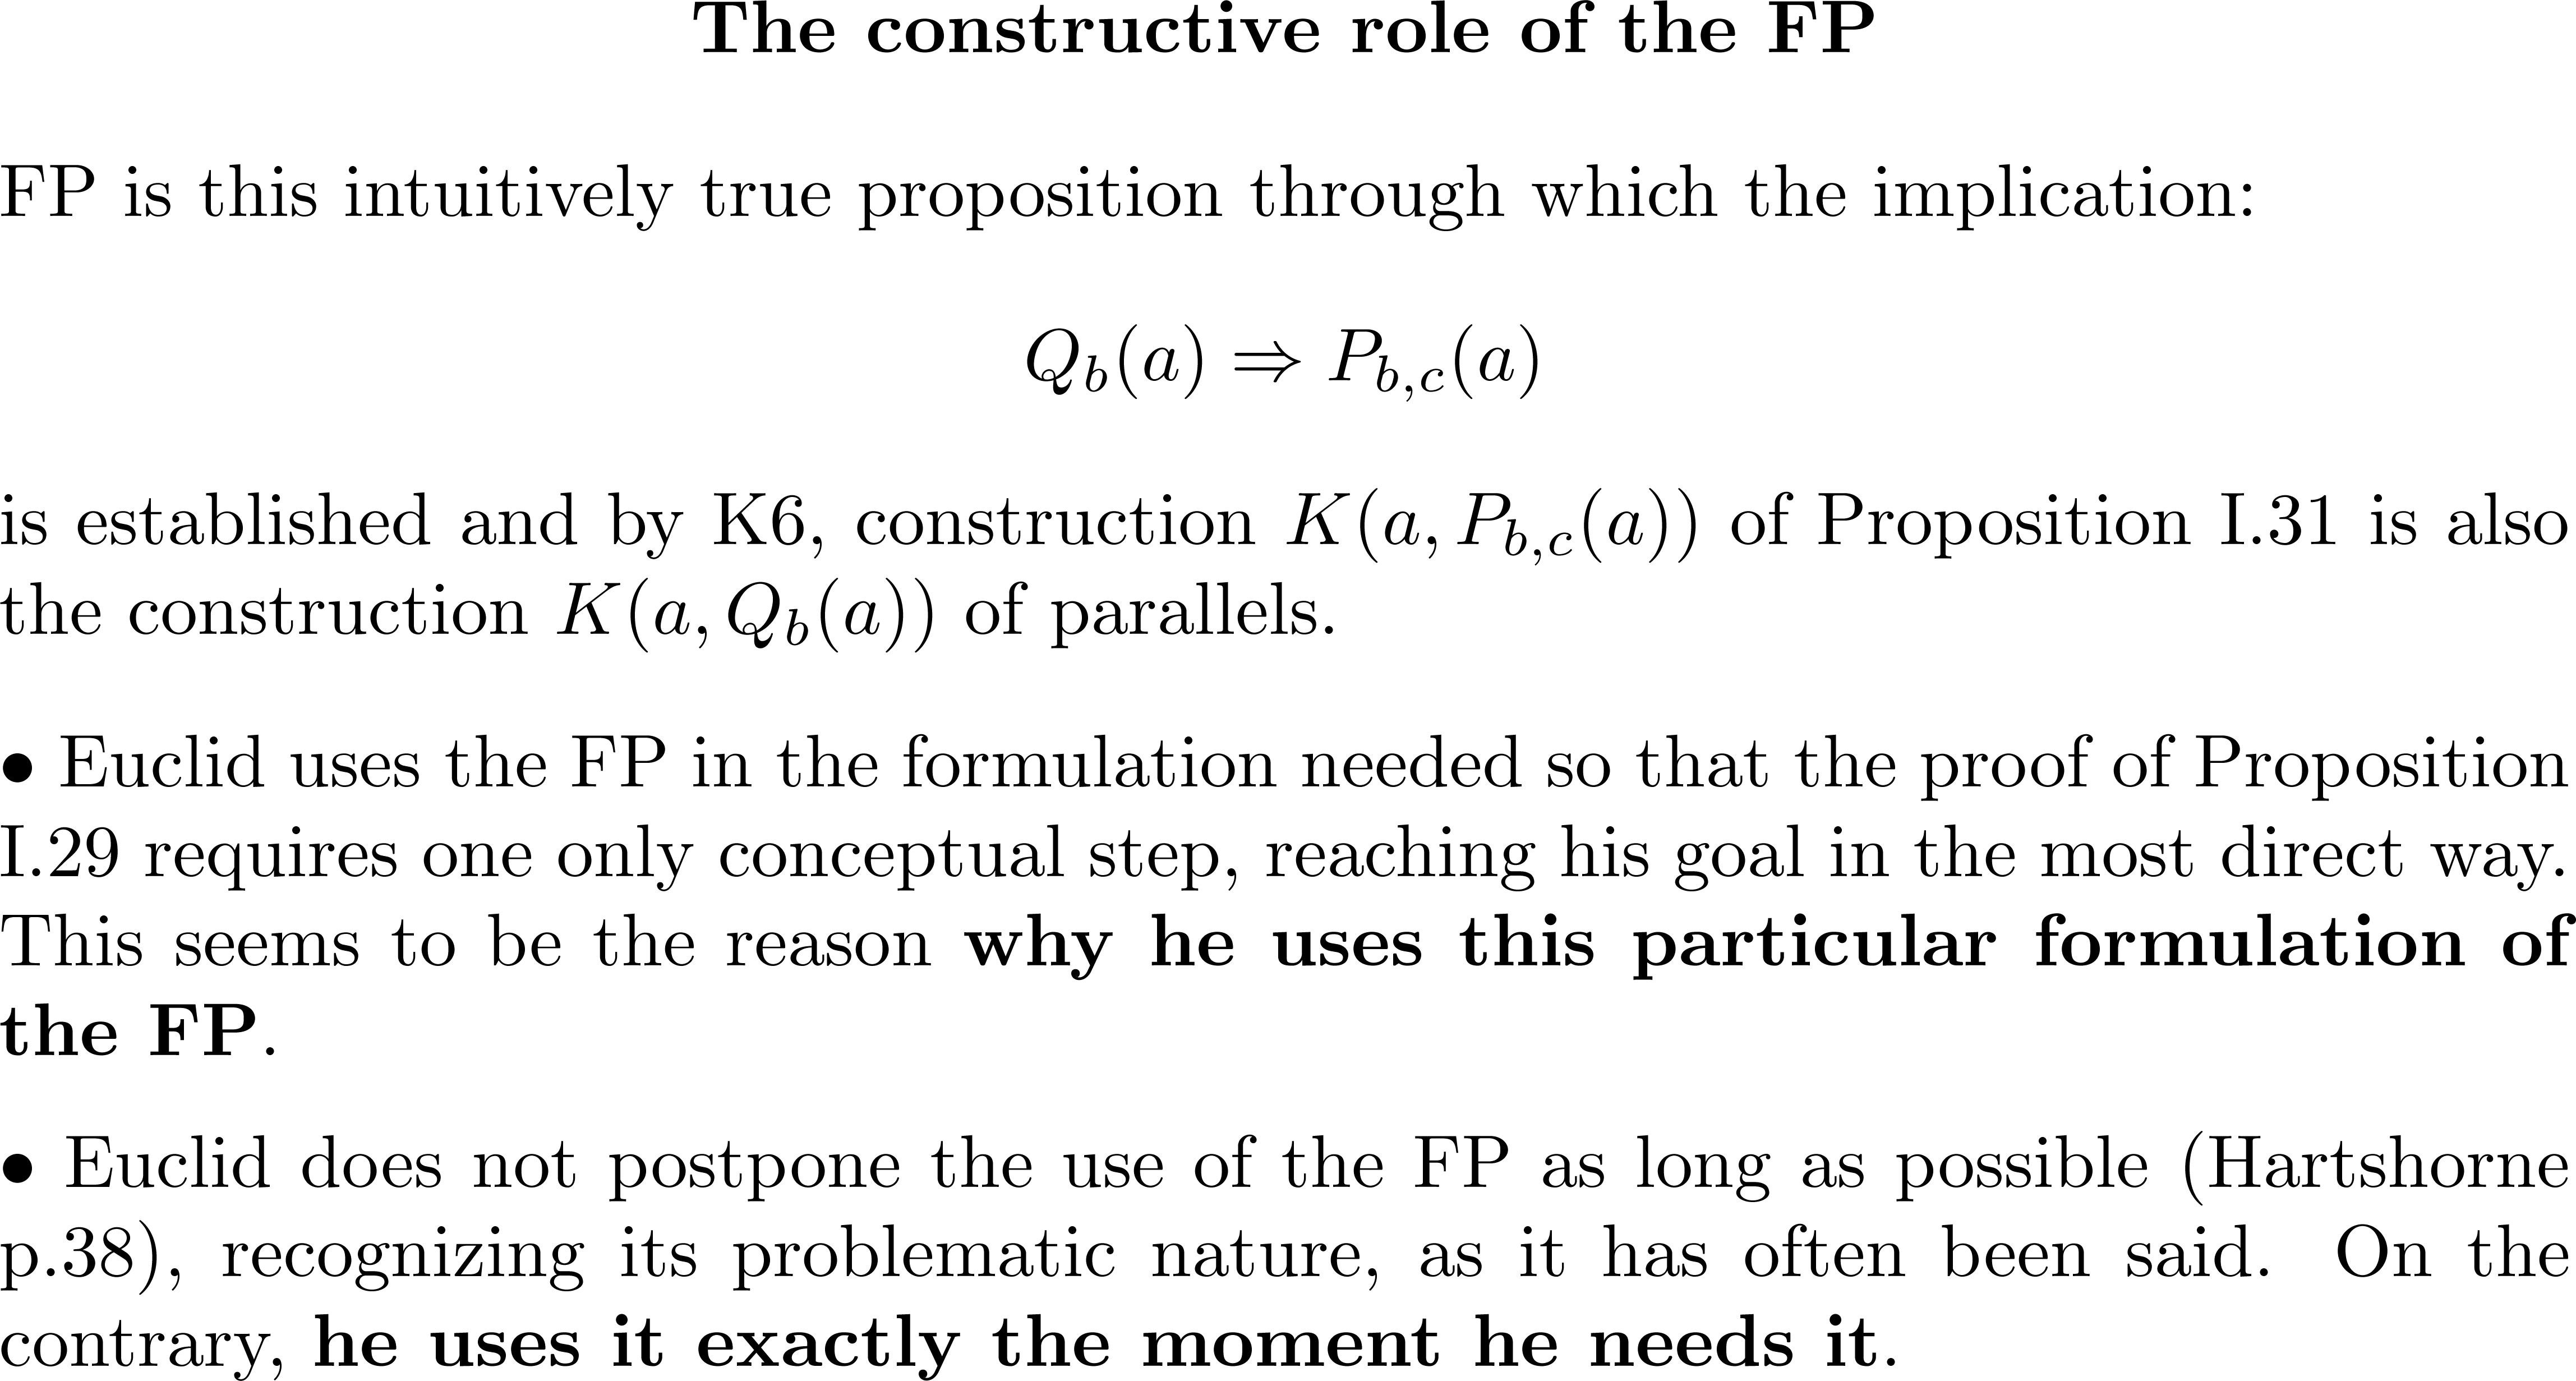 The constructive role of the FP
FP is this intuitively true proposition through which the implication:
$Q_b(a) \Rightarrow P_{b,c}(a)$
is established and by K6, construction $K(a, P_{b,c}(a))$ of Proposition I.31 is also
the construction $K(a, Q_b(a))$ of parallels.
• Euclid uses the FP in the formulation needed so that the proof of Proposition
I.29 requires one only conceptual step, reaching his goal in the most direct way.
This seems to be the reason why he uses this particular formulation of
the FP.
• Euclid does not postpone the use of the FP as long as possible (Hartshorne
p.38), recognizing its problematic nature, as it has often been said. On the
contrary, he uses it exactly the moment he needs it.